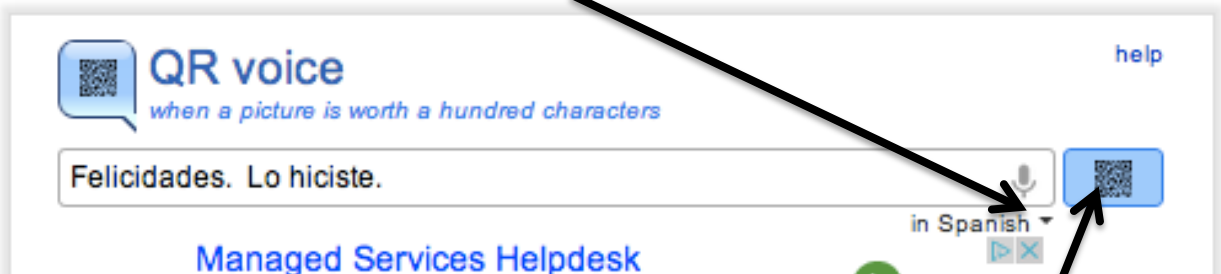 QR voice
help
when a picture is worth a hundred characters
Felicidades. Lo hiciste.
in Spanish
Managed Services Helpdesk